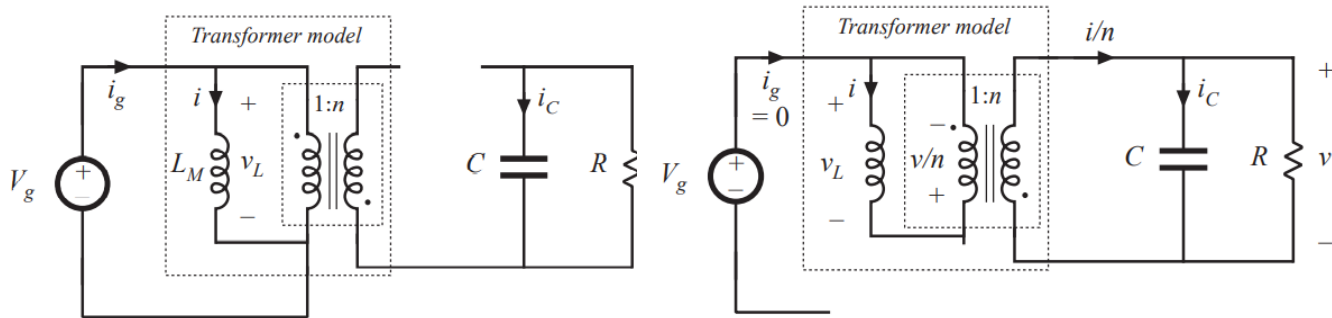 Transformer model
i_g
i
+
1:n
i_C
L_M
v_L
C
R
V_g
+
–
–
Transformer model
i/n
i_g
= 0
i
+
1:n
–
i_C
+
V_g
+
–
v_L
v/n
+
C
R
v
–
–